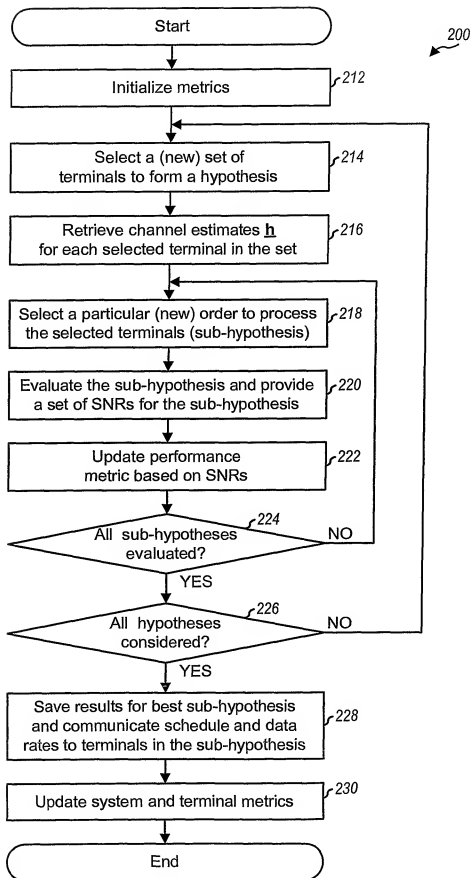 Start
200
Initialize metrics
212
Select a (new) set of
terminals to form a hypothesis
214
Retrieve channel estimates h
for each selected terminal in the set
216
Select a particular (new) order to process
the selected terminals (sub-hypothesis)
218
Evaluate the sub-hypothesis and provide
a set of SNRs for the sub-hypothesis
220
Update performance
metric based on SNRs
222
224
All sub-hypotheses
evaluated?
NO
YES
226
All hypotheses
considered?
NO
YES
Save results for best sub-hypothesis
and communicate schedule and data
rates to terminals in the sub-hypothesis
228
Update system and terminal metrics
230
End